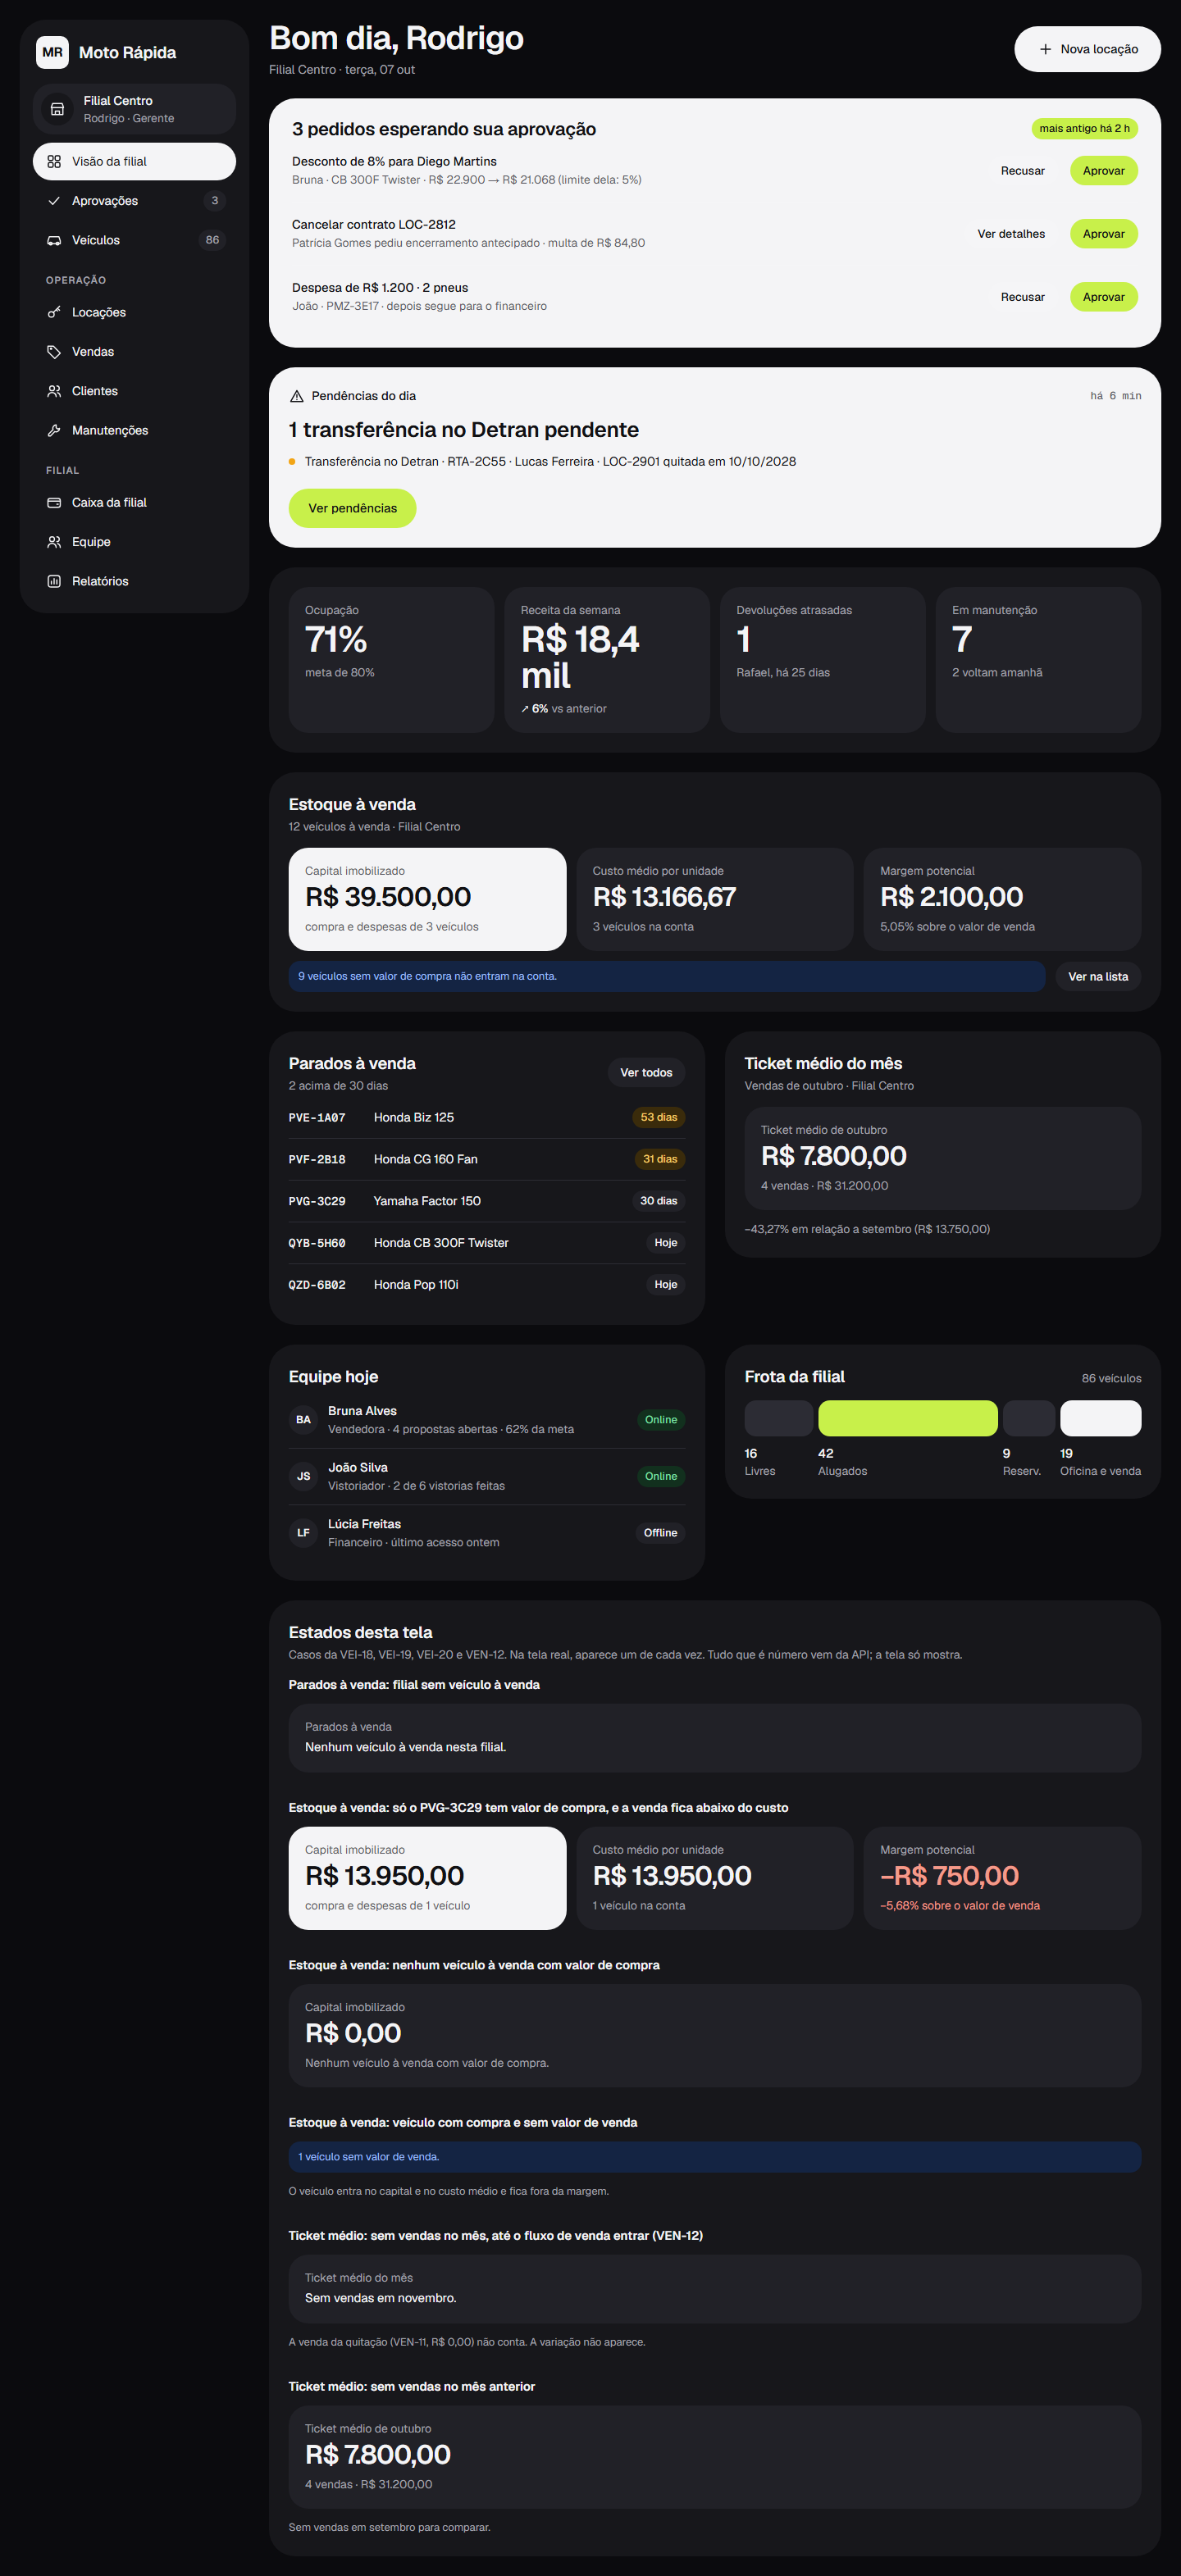 MR Moto Rápida
Filial Centro
Rodrigo · Gerente
Visão da filial
Aprovações 3
Veículos 86
OPERAÇÃO
Locações
Vendas
Clientes
Manutenções
FILIAL
Caixa da filial
Equipe
Relatórios
Bom dia, Rodrigo
Filial Centro · terça, 07 out
Nova locação
3 pedidos esperando sua aprovação
mais antigo há 2 h
Desconto de 8% para Diego Martins
Bruna · CB 300F Twister · R$ 22.900 → R$ 21.068 (limite dela: 5%)
Recusar Aprovar
Cancelar contrato LOC-2812
Patrícia Gomes pediu encerramento antecipado · multa de R$ 84,80
Ver detalhes Aprovar
Despesa de R$ 1.200 · 2 pneus
João · PMZ-3E17 · depois segue para o financeiro
Recusar Aprovar
Pendências do dia
há 6 min
1 transferência no Detran pendente
Transferência no Detran · RTA-2C55 · Lucas Ferreira · LOC-2901 quitada em 10/10/2028
Ver pendências
Ocupação
71%
meta de 80%
Receita da semana
R$ 18,4
mil
↗ 6% vs anterior
Devoluções atrasadas
1
Rafael, há 25 dias
Em manutenção
7
2 voltam amanhã
Estoque à venda
12 veículos à venda · Filial Centro
Capital imobilizado
R$ 39.500,00
compra e despesas de 3 veículos
Custo médio por unidade
R$ 13.166,67
3 veículos na conta
Margem potencial
R$ 2.100,00
5,05% sobre o valor de venda
9 veículos sem valor de compra não entram na conta.
Ver na lista
Parados à venda
2 acima de 30 dias
Ver todos
PVE-1A07 Honda Biz 125 53 dias
PVF-2B18 Honda CG 160 Fan 31 dias
PVG-3C29 Yamaha Factor 150 30 dias
QYB-5H60 Honda CB 300F Twister Hoje
QZD-6B02 Honda Pop 110i Hoje
Ticket médio do mês
Vendas de outubro · Filial Centro
Ticket médio de outubro
R$ 7.800,00
4 vendas · R$ 31.200,00
−43,27% em relação a setembro (R$ 13.750,00)
Equipe hoje
BA Bruna Alves
Vendedora · 4 propostas abertas · 62% da meta
Online
JS João Silva
Vistoriador · 2 de 6 vistorias feitas
Online
LF Lúcia Freitas
Financeiro · último acesso ontem
Offline
Frota da filial
86 veículos
16 42 9 19
Livres Alugados Reserv. Oficina e venda
Estados desta tela
Casos da VEI-18, VEI-19, VEI-20 e VEN-12. Na tela real, aparece um de cada vez. Tudo que é número vem da API; a tela só mostra.
Parados à venda: filial sem veículo à venda
Parados à venda
Nenhum veículo à venda nesta filial.
Estoque à venda: só o PVG-3C29 tem valor de compra, e a venda fica abaixo do custo
Capital imobilizado
R$ 13.950,00
compra e despesas de 1 veículo
Custo médio por unidade
R$ 13.950,00
1 veículo na conta
Margem potencial
−R$ 750,00
−5,68% sobre o valor de venda
Estoque à venda: nenhum veículo à venda com valor de compra
Capital imobilizado
R$ 0,00
Nenhum veículo à venda com valor de compra.
Estoque à venda: veículo com compra e sem valor de venda
1 veículo sem valor de venda.
O veículo entra no capital e no custo médio e fica fora da margem.
Ticket médio: sem vendas no mês, até o fluxo de venda entrar (VEN-12)
Ticket médio do mês
Sem vendas em novembro.
A venda da quitação (VEN-11, R$ 0,00) não conta. A variação não aparece.
Ticket médio: sem vendas no mês anterior
Ticket médio de outubro
R$ 7.800,00
4 vendas · R$ 31.200,00
Sem vendas em setembro para comparar.